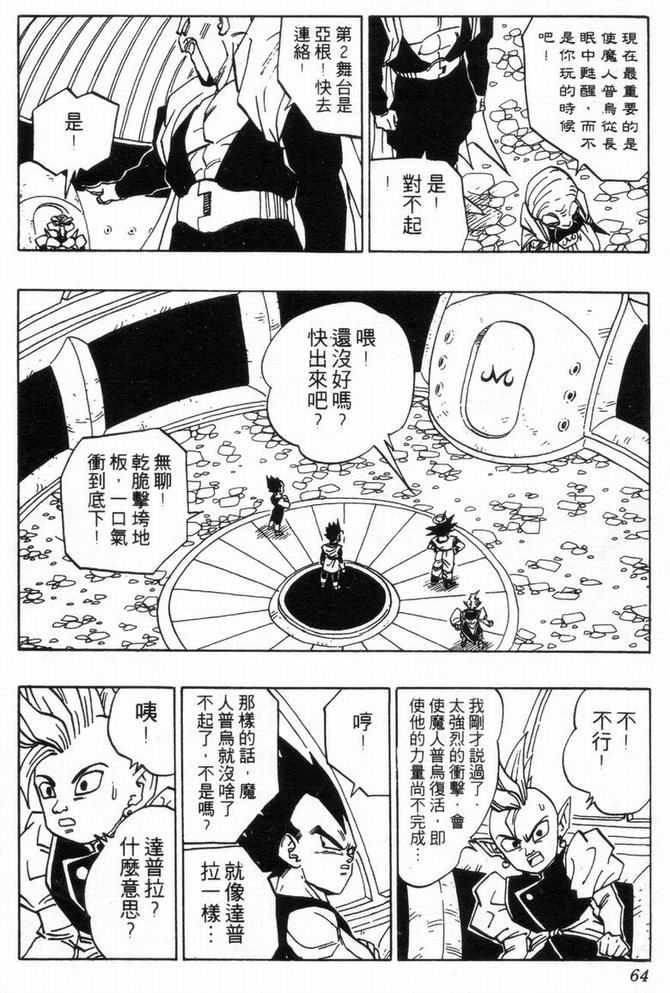 現在最重要的是
使魔人普烏從長
眠中甦醒，而不
是你玩的時候
吧！
是！
對不起
！
第2舞台是
亞根！快去
連絡！
是！
喂！
還沒好嗎？
快出來吧？
無聊！
乾脆擊垮地
板，一口氣
衝到底下！
不！
不行！
我剛才説過了，
太強烈的衝擊，會
使魔人普烏復活，即
使他的力量尚不完成…
哼！
那樣的話，魔
人普烏就沒啥了
不起了，不是嗎？
就像達普
拉一樣…
咦！
達普拉？
什麼意思？
64